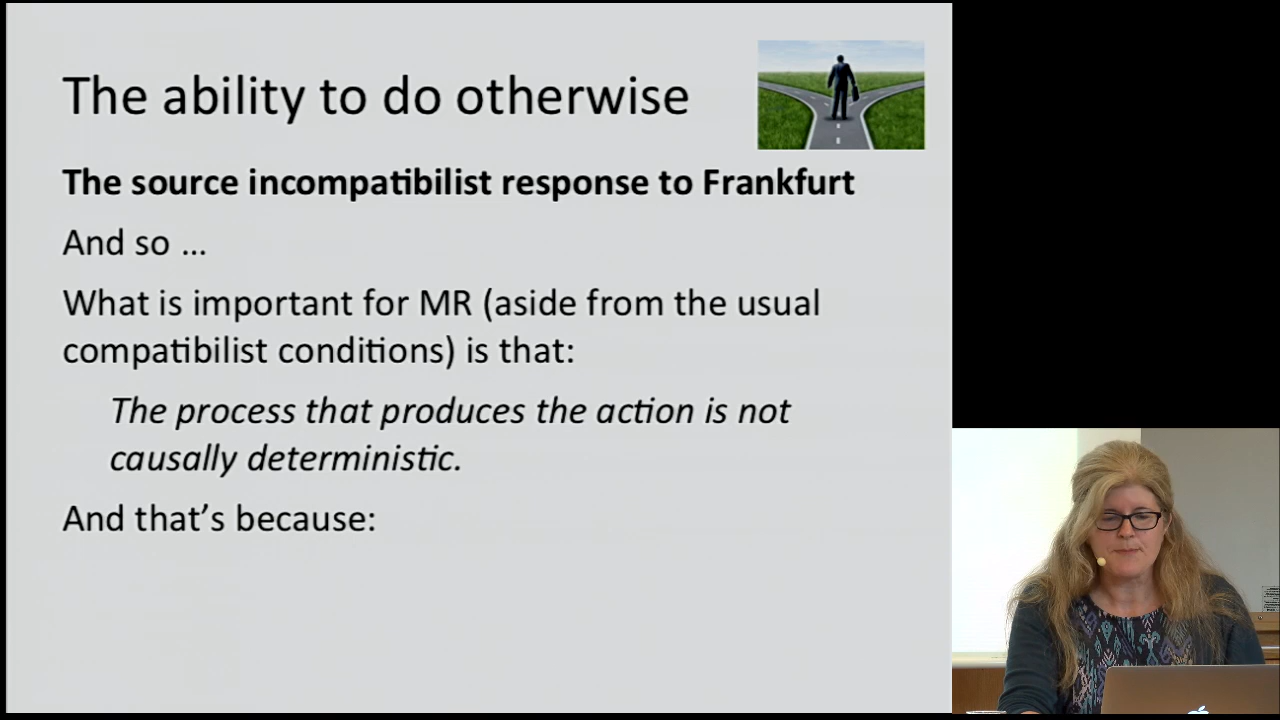 The ability to do otherwise
The source incompatibilist response to Frankfurt
And so ...
What is important for MR (aside from the usual
compatibilist conditions) is that:
The process that produces the action is not
causally deterministic.
And that’s because: